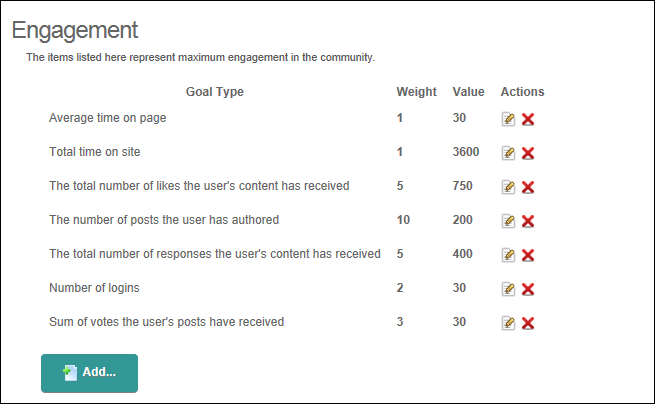 Engagement
The items listed here represent maximum engagement in the community.
Goal Type Weight Value Actions
Average time on page 1 30
Total time on site 1 3600
The total number of likes the user's content has received 5 750
The number of posts the user has authored 10 200
The total number of responses the user's content has received 5 400
Number of logins 2 30
Sum of votes the user's posts have received 3 30
Add...